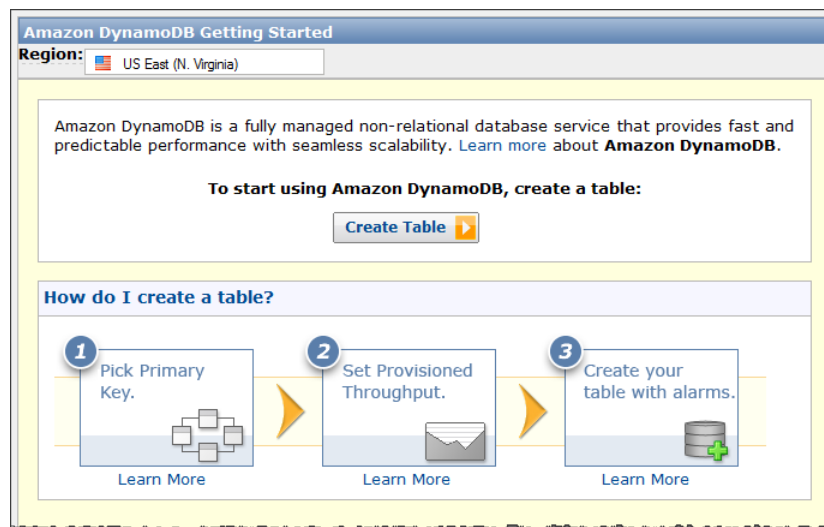 Amazon DynamoDB Getting Started
Region: US East (N. Virginia)
Amazon DynamoDB is a fully managed non-relational database service that provides fast and
predictable performance with seamless scalability. Learn more about Amazon DynamoDB.
To start using Amazon DynamoDB, create a table:
Create Table
How do I create a table?
1 2 3
Pick Primary Set Provisioned Create your
Key. Throughput. table with alarms.
Learn More Learn More Learn More